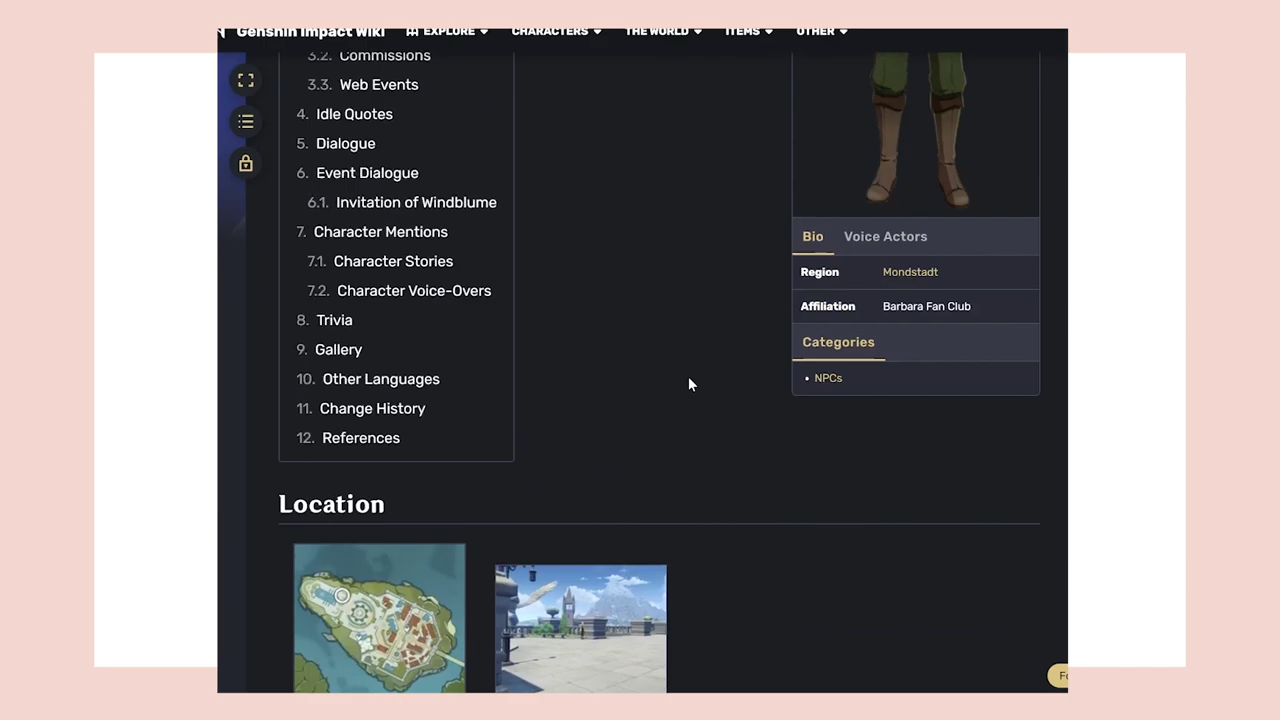 Genshin Impact Wiki
EXPLORE
CHARACTERS
THE WORLD
ITEMS
OTHER
3.2. Commissions
3.3. Web Events
4. Idle Quotes
5. Dialogue
6. Event Dialogue
6.1. Invitation of Windblume
7. Character Mentions
7.1. Character Stories
7.2. Character Voice-Overs
8. Trivia
9. Gallery
10. Other Languages
11. Change History
12. References
Bio Voice Actors
Region Mondstadt
Affiliation Barbara Fan Club
Categories
• NPCs
Location